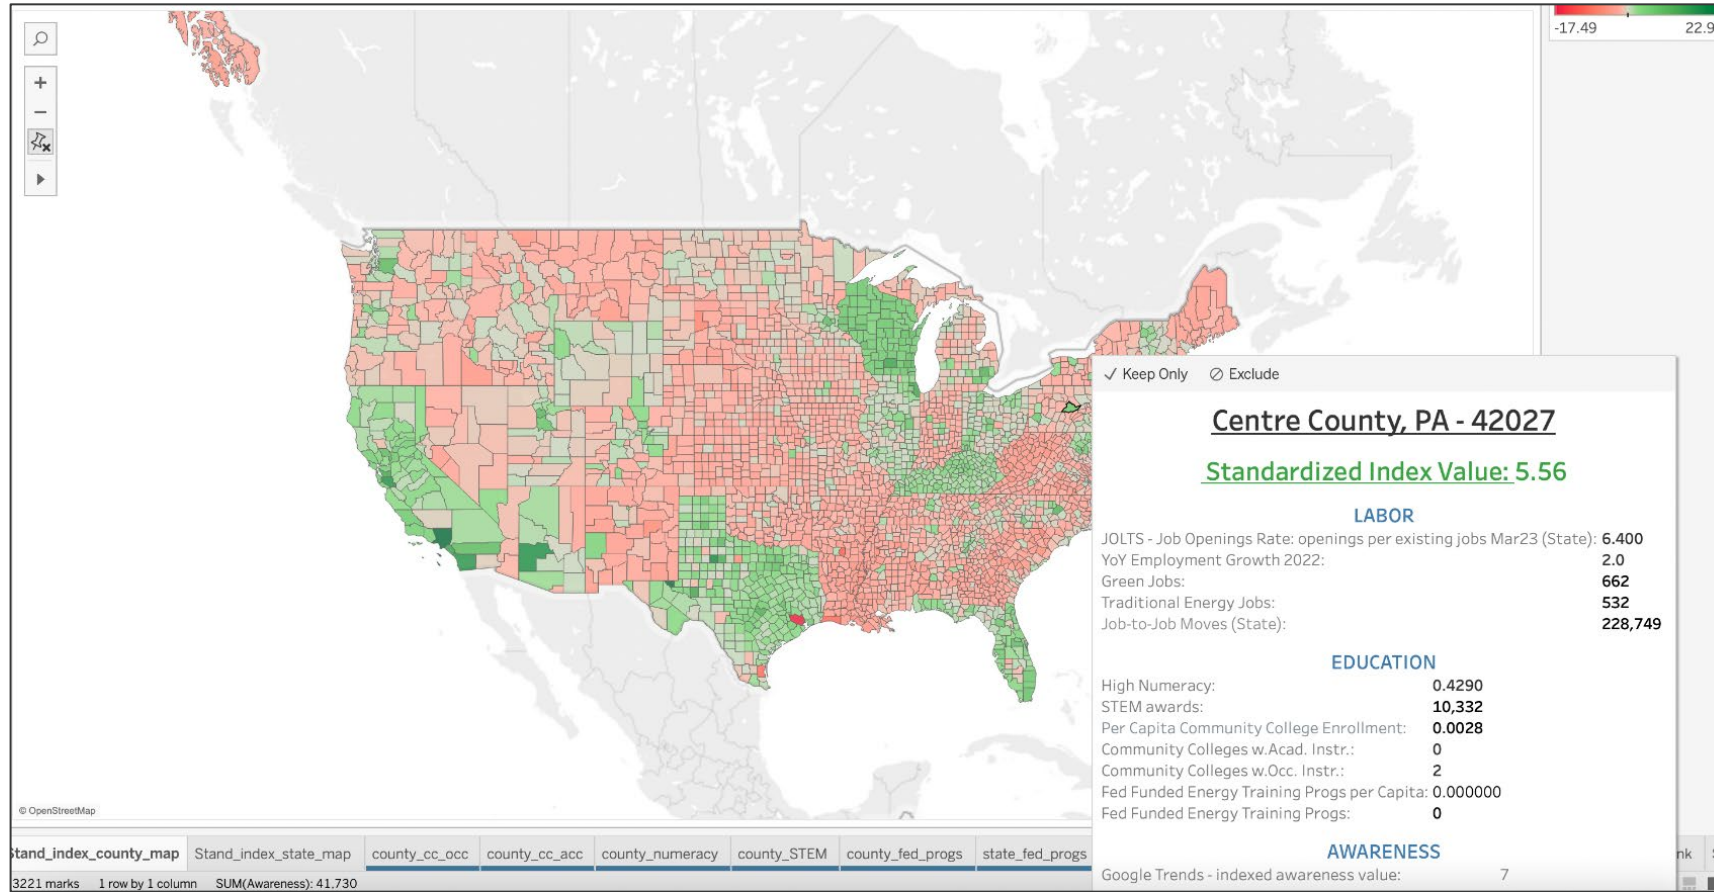 -17.49 22.9
✓ Keep Only Exclude
Centre County, PA - 42027
Standardized Index Value: 5.56
LABOR
JOLTS - Job Openings Rate: openings per existing jobs Mar23 (State): 6.400
YoY Employment Growth 2022: 2.0
Green Jobs: 662
Traditional Energy Jobs: 532
Job-to-Job Moves (State): 228,749
EDUCATION
High Numeracy: 0.4290
STEM awards: 10,332
Per Capita Community College Enrollment: 0.0028
Community Colleges w.Acad. Instr.: 0
Community Colleges w.Occ. Instr.: 2
Fed Funded Energy Training Progs per Capita: 0.000000
Fed Funded Energy Training Progs: 0
AWARENESS
Google Trends - indexed awareness value: 7
© OpenStreetMap
tand_index_county_map Stand_index_state_map county_cc_occ county_cc_acc county_numeracy county_STEM county_fed_progs state_fed_progs nk
3221 marks 1 row by 1 column SUM(Awareness): 41,730